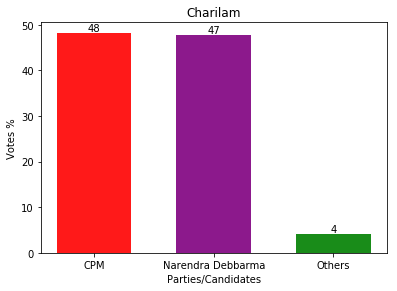 Charilam
Votes %
50
40
30
20
10
0
48
47
4
CPM
Narendra Debbarma
Others
Parties/Candidates